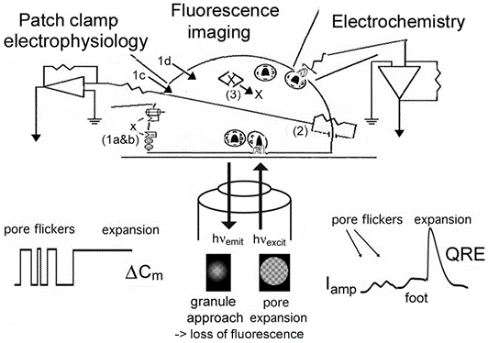 Patch clamp
electrophysiology
Fluorescence
imaging
Electrochemistry
1d
1c
(3) X
x
(1a&b)
(2)
pore flickers expansion
ΔCm
hνemit hνexcit
granule
approach
pore
expansion
-> loss of fluorescence
pore flickers expansion
QRE
Iamp
foot